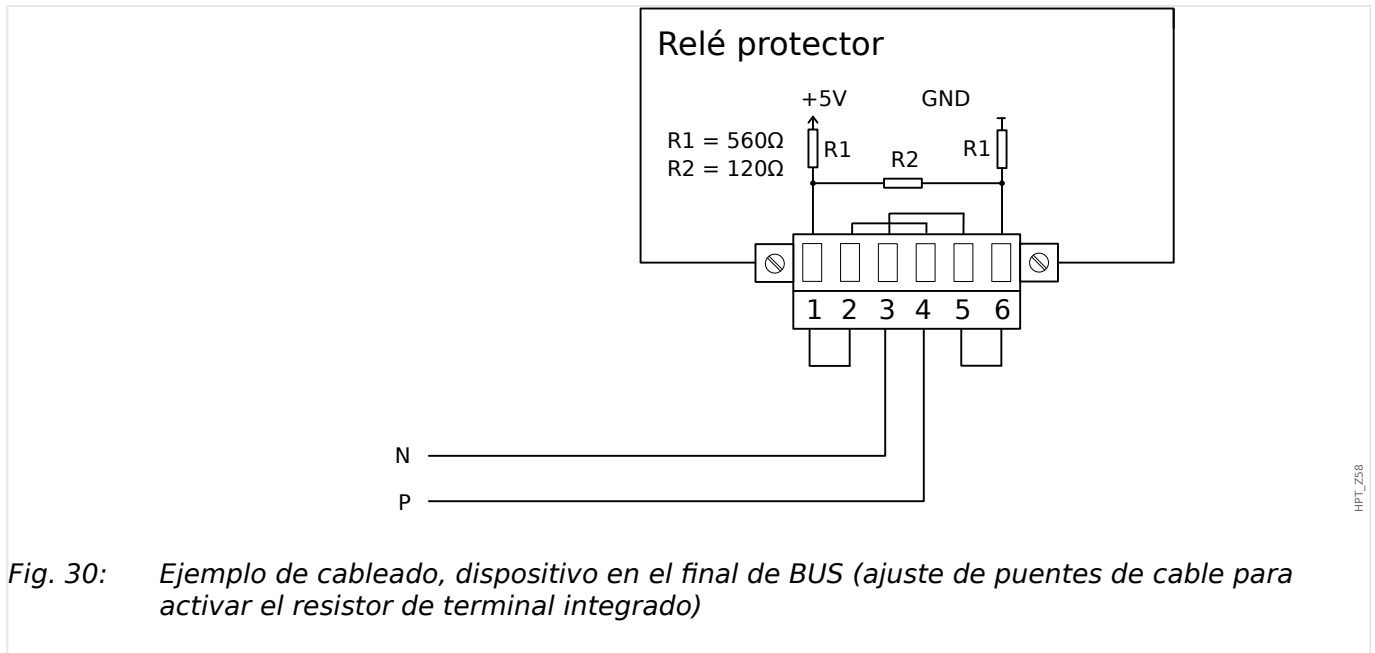 Relé protector
+5V GND
R1 = 560Ω
R2 = 120Ω
R1 R2 R1
1 2 3 4 5 6
N
P
HPT_Z58
Fig. 30: Ejemplo de cableado, dispositivo en el final de BUS (ajuste de puentes de cable para
activar el resistor de terminal integrado)